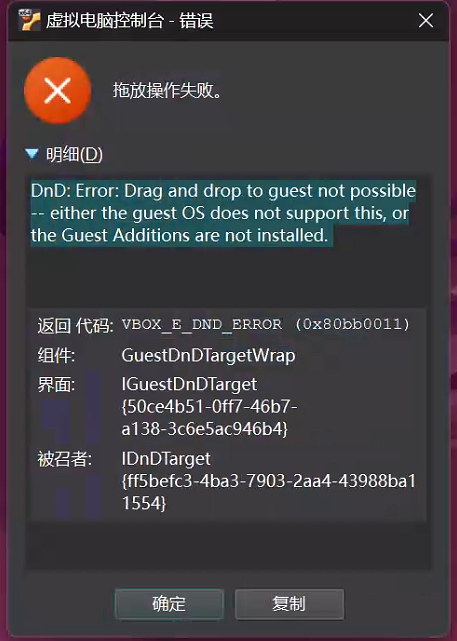 虚拟电脑控制台 - 错误
拖放操作失败。
明细(D)
DnD: Error: Drag and drop to guest not possible
-- either the guest OS does not support this, or
the Guest Additions are not installed.
返回 代码: VBOX_E_DND_ERROR (0x80bb0011)
组件: GuestDnDTargetWrap
界面: IGuestDnDTarget
{50ce4b51-0ff7-46b7-
a138-3c6e5ac946b4}
被召者: IDnDTarget
{ff5befc3-4ba3-7903-2aa4-43988ba1
1554}
确定 复制